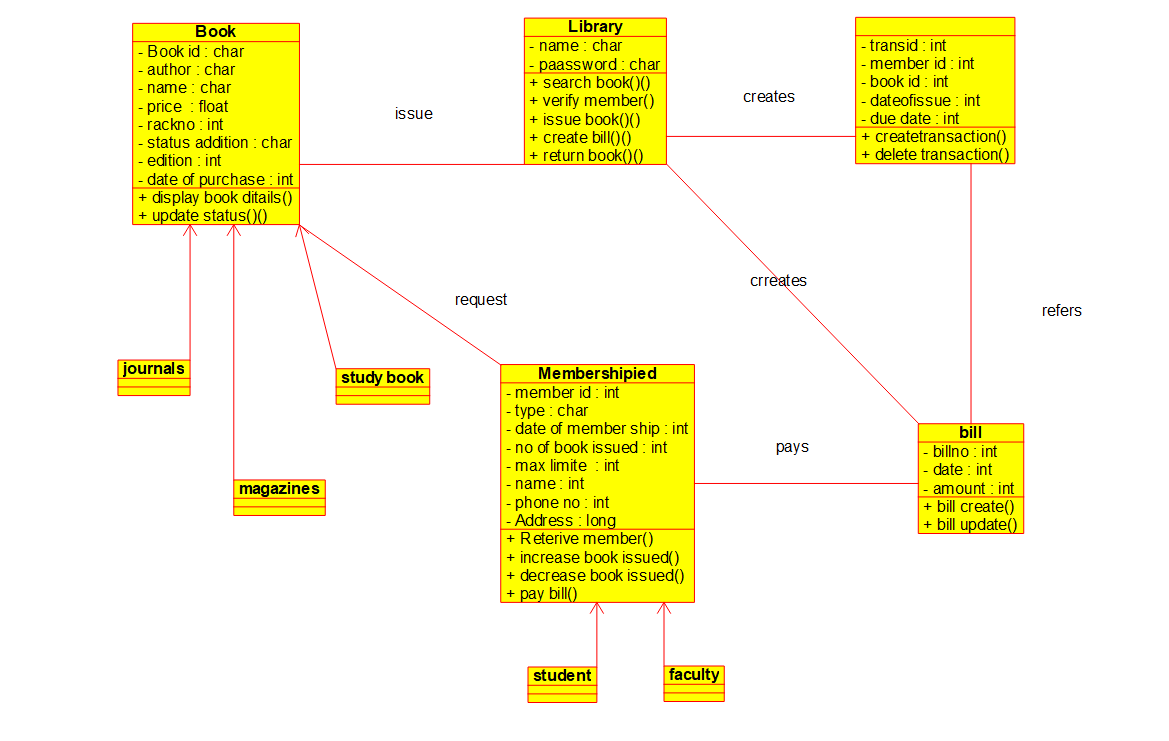 Book
- Book id : char
- author : char
- name : char
- price  : float
- rackno : int
- status addition : char
- edition : int
- date of purchase : int
+ display book ditails()
+ update status()()
issue
Library
- name : char
- paassword : char
+ search book()()
+ verify member()
+ issue book()()
+ create bill()()
+ return book()()
creates
- transid : int
- member id : int
- book id : int
- dateofissue : int
- due date : int
+ createtransaction()
+ delete transaction()
crreates
request
refers
journals
study book
magazines
Membershipied
- member id : int
- type : char
- date of member ship : int
- no of book issued : int
- max limite  : int
- name : int
- phone no : int
- Address : long
+ Reterive member()
+ increase book issued()
+ decrease book issued()
+ pay bill()
pays
bill
- billno : int
- date : int
- amount : int
+ bill create()
+ bill update()
student
faculty